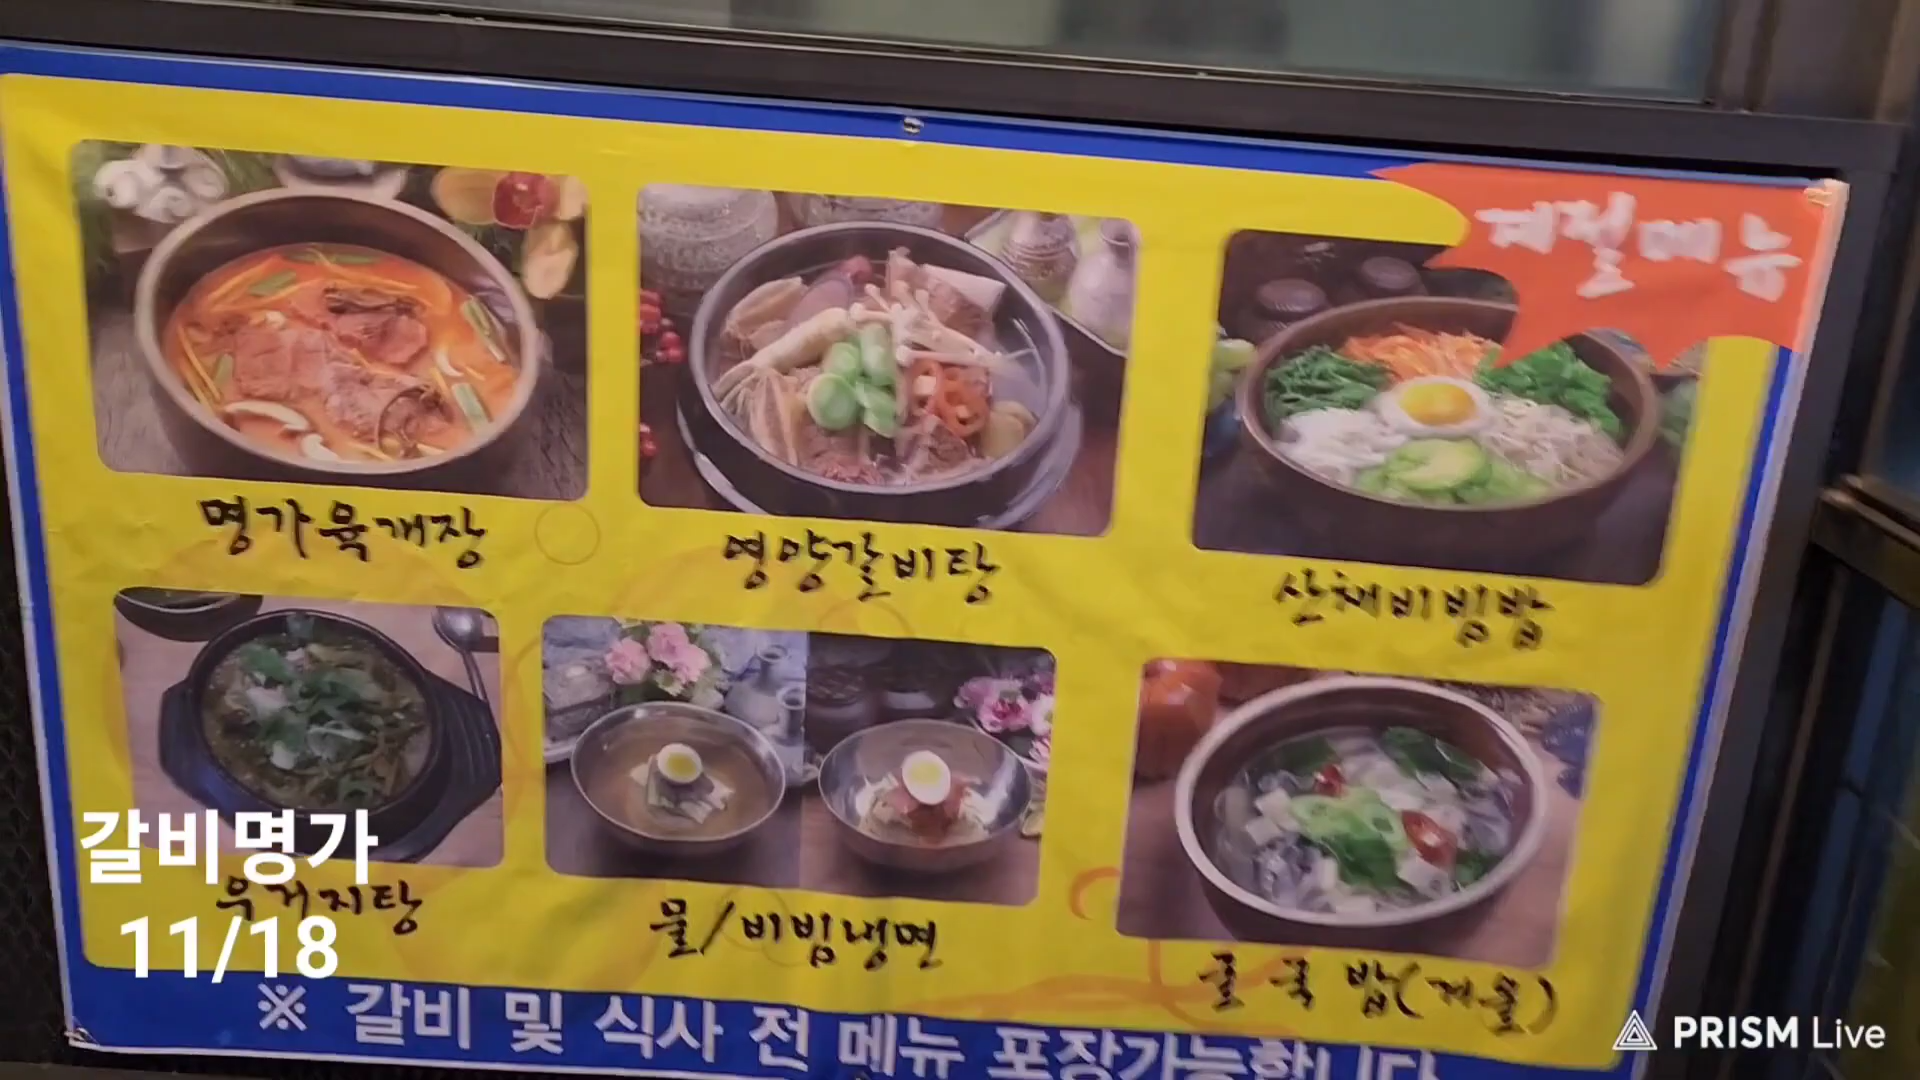 제철메뉴
명가육개장
영양갈비탕
산채비빔밥
우거지탕
물/비빔냉면
굴국밥(겨울)
※ 갈비 및 식사 전 메뉴 포장가능합니다
갈비명가
11/18
PRISM Live